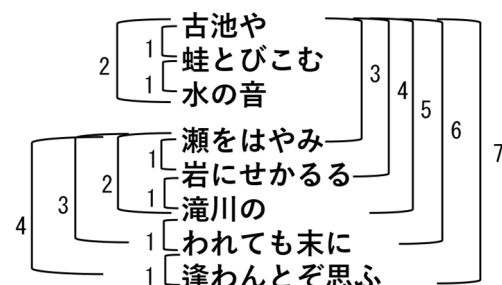 古池や
蛙とびこむ
水の音
瀬をはやみ
岩にせかるる
滝川の
われても末に
逢わんとぞ思ふ
1
1
2
1
1
1
1
2
3
4
3
4
5
6
7